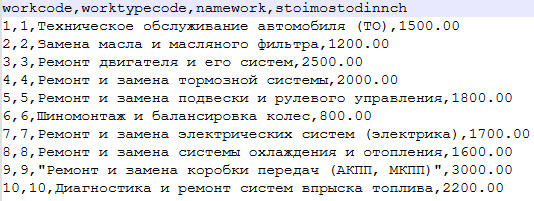 workcode,worktypecode,namework,stoimostodinnch
1,1,Техническое обслуживание автомобиля (ТО),1500.00
2,2,Замена масла и масляного фильтра,1200.00
3,3,Ремонт двигателя и его систем,2500.00
4,4,Ремонт и замена тормозной системы,2000.00
5,5,Ремонт и замена подвески и рулевого управления,1800.00
6,6,Шиномонтаж и балансировка колес,800.00
7,7,Ремонт и замена электрических систем (электрика),1700.00
8,8,Ремонт и замена системы охлаждения и отопления,1600.00
9,9,"Ремонт и замена коробки передач (АКПП, МКПП)",3000.00
10,10,Диагностика и ремонт систем впрыска топлива,2200.00